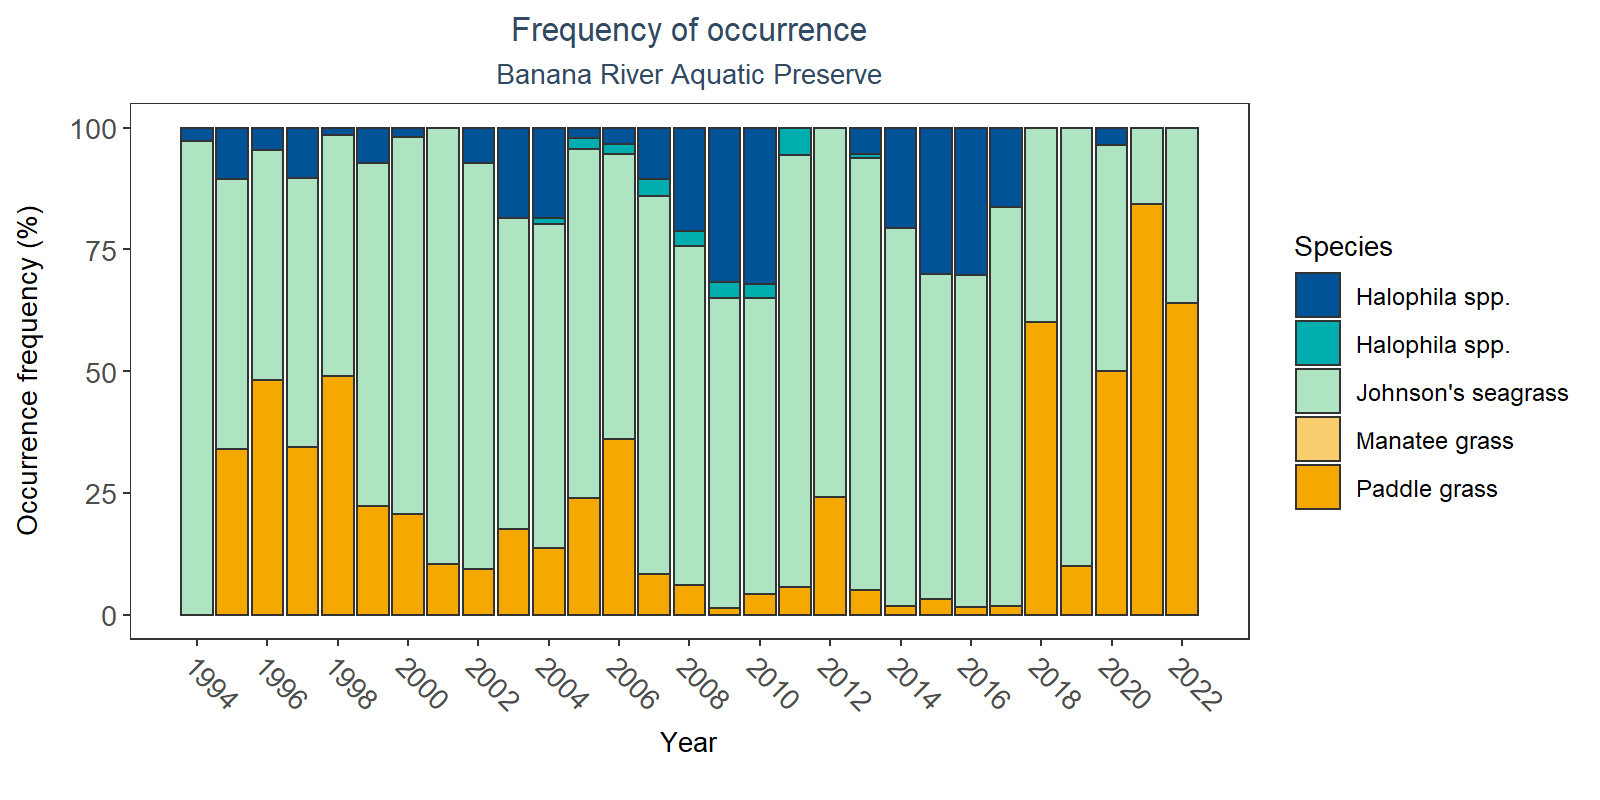 Frequency of occurrence
Banana River Aquatic Preserve
Occurrence frequency (%)
100
75
50
25
0
1994
1996
1998
2000
2002
2004
2006
2008
2010
2012
2014
2016
2018
2020
2022
Year
Species
Halophila spp.
Halophila spp.
Johnson's seagrass
Manatee grass
Paddle grass